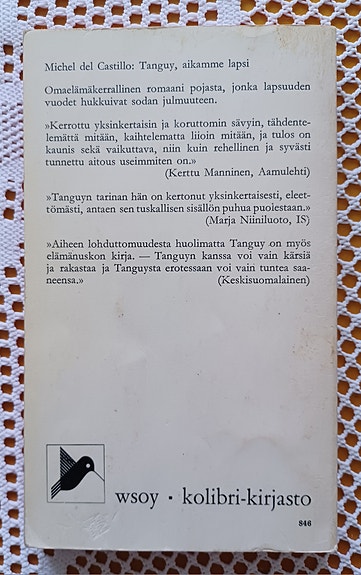 Michel del Castillo: Tanguy, aikamme lapsi
Omaelämäkerrallinen romaani pojasta, jonka lapsuuden
vuodet hukkuivat sodan julmuuteen.
»Kerrottu yksinkertaisin ja koruttomin sävyin, tähdente-
lemättä mitään, kaihtelematta liioin mitään, ja tulos on
kaunis sekä vaikuttava, niin kuin rehellinen ja syvästi
tunnettu aitous useimmiten on.»
(Kerttu Manninen, Aamulehti)
»Tanguyn tarinan hän on kertonut yksinkertaisesti, eleet-
tömästi, antaen sen tuskallisen sisällön puhua puolestaan.»
(Marja Niiniluoto, IS)
»Aiheen lohduttomuudesta huolimatta Tanguy on myös
elämänuskon kirja. — Tanguyn kanssa voi vain kärsiä
ja rakastaa ja Tanguysta erotessaan voi vain tuntea saa-
neensa.» (Keskisuomalainen)
wsoy • kolibri-kirjasto
846